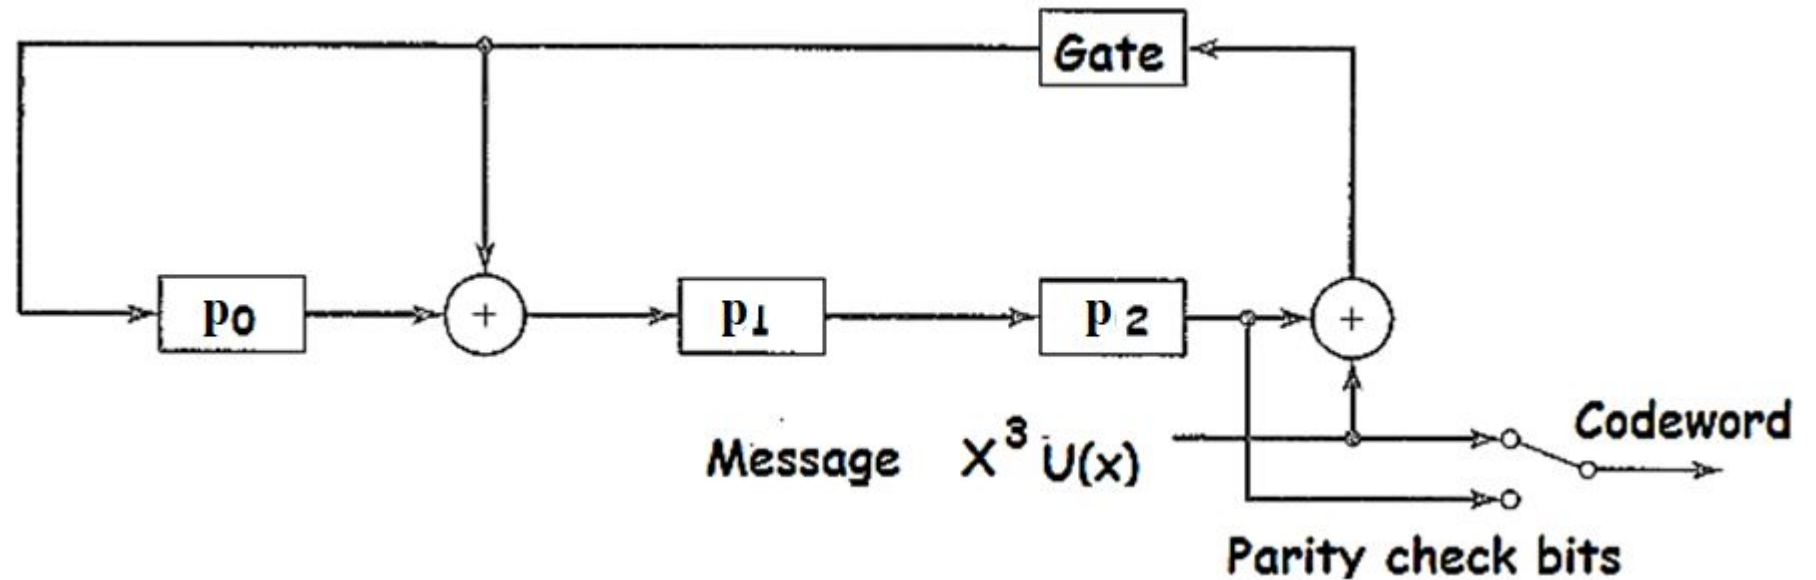 Gate
p0 + p1 p2 +
Message X³ U(x)
Codeword
Parity check bits